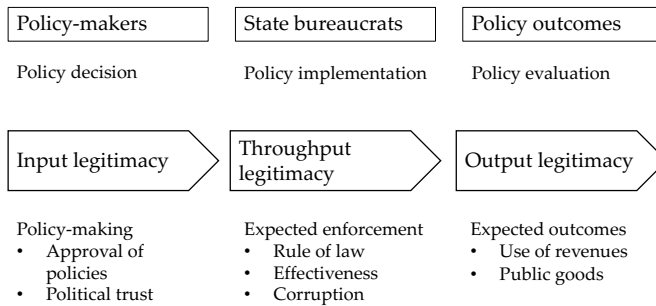 Policy-makers
State bureaucrats
Policy outcomes
Policy decision
Policy implementation
Policy evaluation
Input legitimacy
Throughput
legitimacy
Output legitimacy
Policy-making
• Approval of
policies
• Political trust
Expected enforcement
• Rule of law
• Effectiveness
• Corruption
Expected outcomes
• Use of revenues
• Public goods